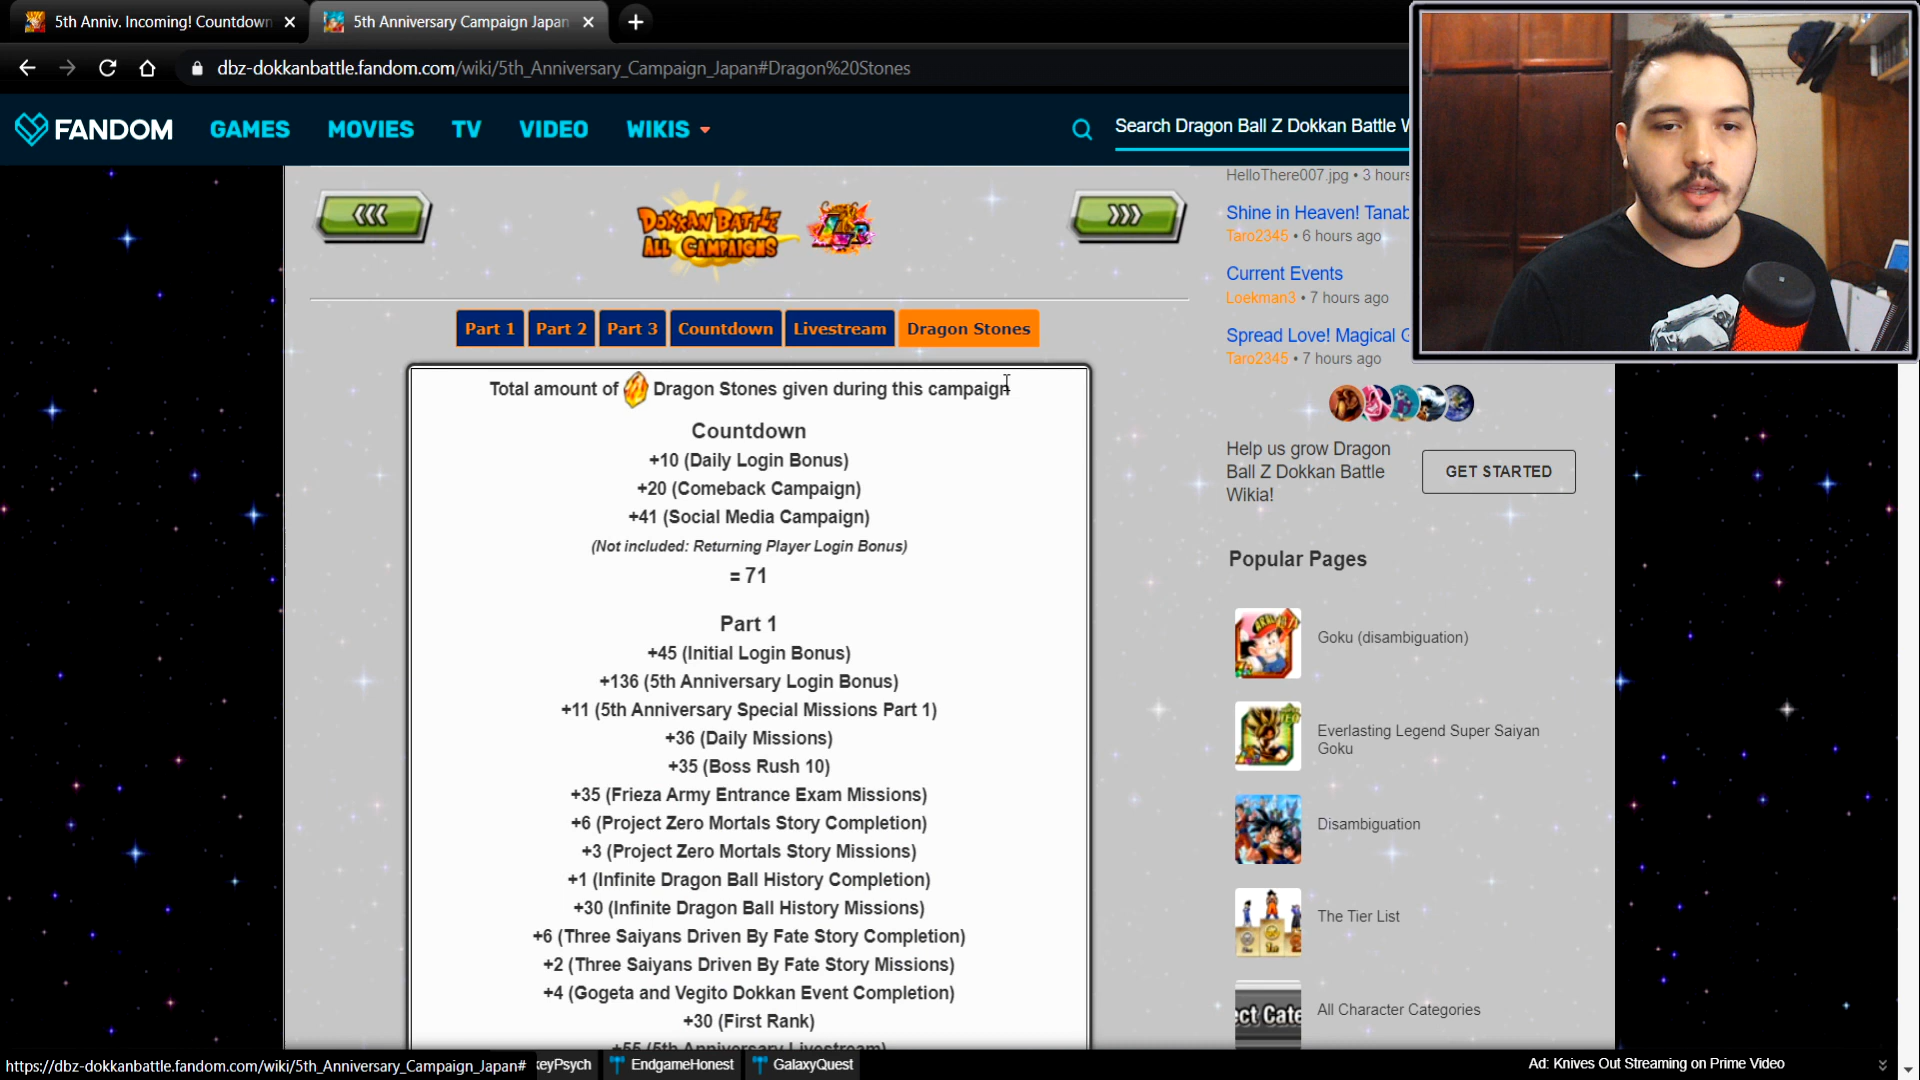 5th Anniv. Incoming! Countdown
5th Anniversary Campaign Japan
dbz-dokkanbattle.fandom.com/wiki/5th_Anniversary_Campaign_Japan#Dragon%20Stones
FANDOM
GAMES
MOVIES
TV
VIDEO
WIKIS
Search Dragon Ball Z Dokkan Battle W
DOKKAN BATTLE
ALL CAMPAIGNS
HelloThere007.jpg • 3 hours
Shine in Heaven! Tanab
Taro2345 • 6 hours ago
Current Events
Loekman3 • 7 hours ago
Spread Love! Magical G
Taro2345 • 7 hours ago
Part 1
Part 2
Part 3
Countdown
Livestream
Dragon Stones
Total amount of Dragon Stones given during this campaign
Countdown
+10 (Daily Login Bonus)
+20 (Comeback Campaign)
+41 (Social Media Campaign)
(Not included: Returning Player Login Bonus)
= 71
Part 1
+45 (Initial Login Bonus)
+136 (5th Anniversary Login Bonus)
+11 (5th Anniversary Special Missions Part 1)
+36 (Daily Missions)
+35 (Boss Rush 10)
+35 (Frieza Army Entrance Exam Missions)
+6 (Project Zero Mortals Story Completion)
+3 (Project Zero Mortals Story Missions)
+1 (Infinite Dragon Ball History Completion)
+30 (Infinite Dragon Ball History Missions)
+6 (Three Saiyans Driven By Fate Story Completion)
+2 (Three Saiyans Driven By Fate Story Missions)
+4 (Gogeta and Vegito Dokkan Event Completion)
+30 (First Rank)
+55 (5th Anniversary Livestream)
Help us grow Dragon
Ball Z Dokkan Battle
Wikia!
GET STARTED
Popular Pages
Goku (disambiguation)
Everlasting Legend Super Saiyan
Goku
Disambiguation
The Tier List
ect Cate
All Character Categories
https://dbz-dokkanbattle.fandom.com/wiki/5th_Anniversary_Campaign_Japan#
keyPsych
EndgameHonest
GalaxyQuest
Ad: Knives Out Streaming on Prime Video